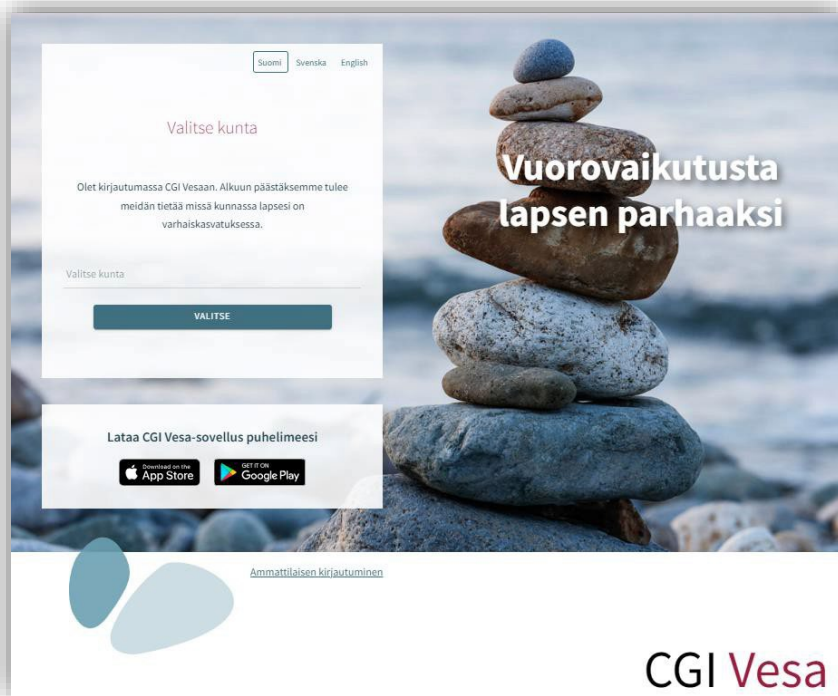 Suomi Svenska English
Valitse kunta
Olet kirjautumassa CGI Vesaan. Alkuun päästäksemme tulee
meidän tietää missä kunnassa lapsesi on
varhaiskasvatuksessa.
Valitse kunta
VALITSE
Vuorovaikutusta
lapsen parhaaksi
Lataa CGI Vesa-sovellus puhelimeesi
Download on the
App Store
GET IT ON
Google Play
Ammattilaisen kirjautuminen
CGI Vesa